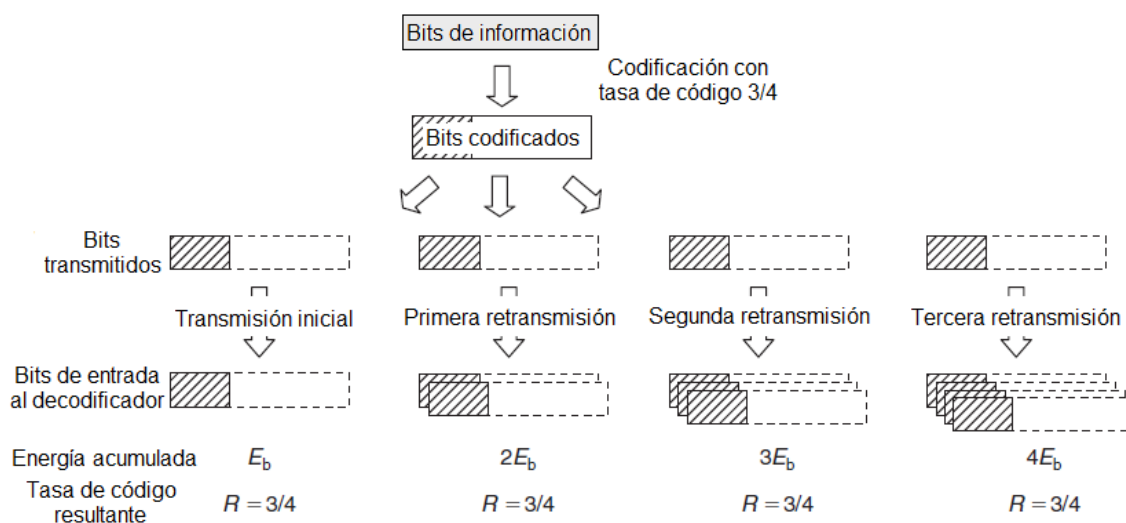 Bits de información
Codificación con
tasa de código 3/4
Bits codificados
Bits
transmitidos
Transmisión inicial
Primera retransmisión
Segunda retransmisión
Tercera retransmisión
Bits de entrada
al decodificador
Energía acumulada
E_b
2E_b
3E_b
4E_b
Tasa de código
resultante
R = 3/4
R = 3/4
R = 3/4
R = 3/4